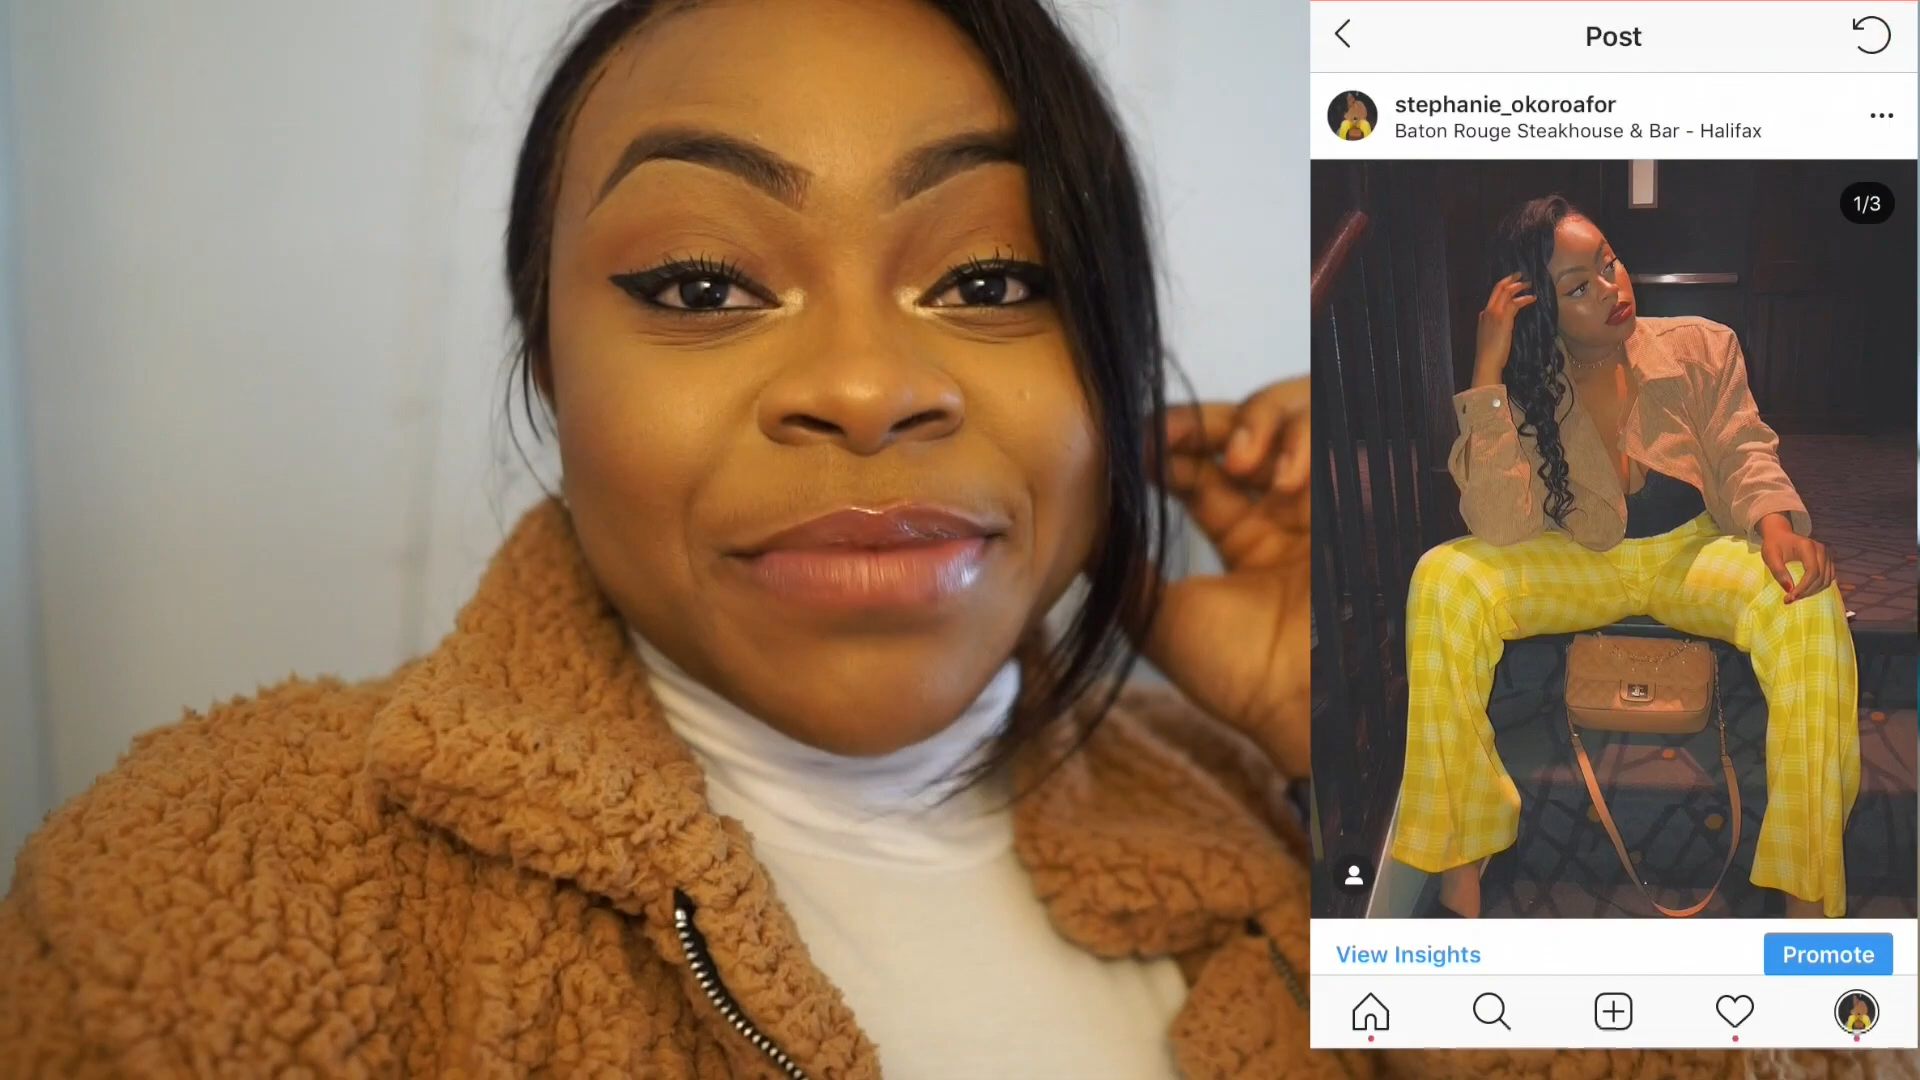 Post
stephanie_okoroafor
Baton Rouge Steakhouse & Bar - Halifax
1/3
View Insights
Promote